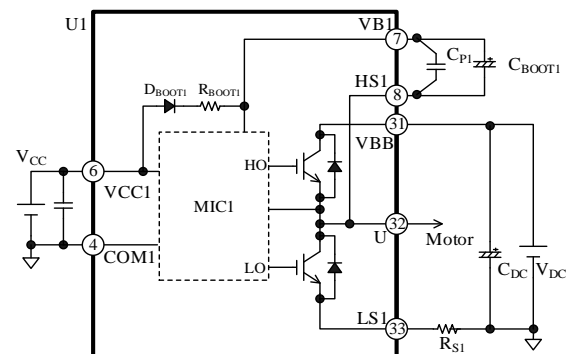 U1
VB1
7
CP1
CBOOT1
DBOOT1
RBOOT1
HS1
8
31
VBB
VCC
HO
6
VCC1
MIC1
32
U
Motor
4
COM1
LO
CDC
VDC
LS1
33
RS1